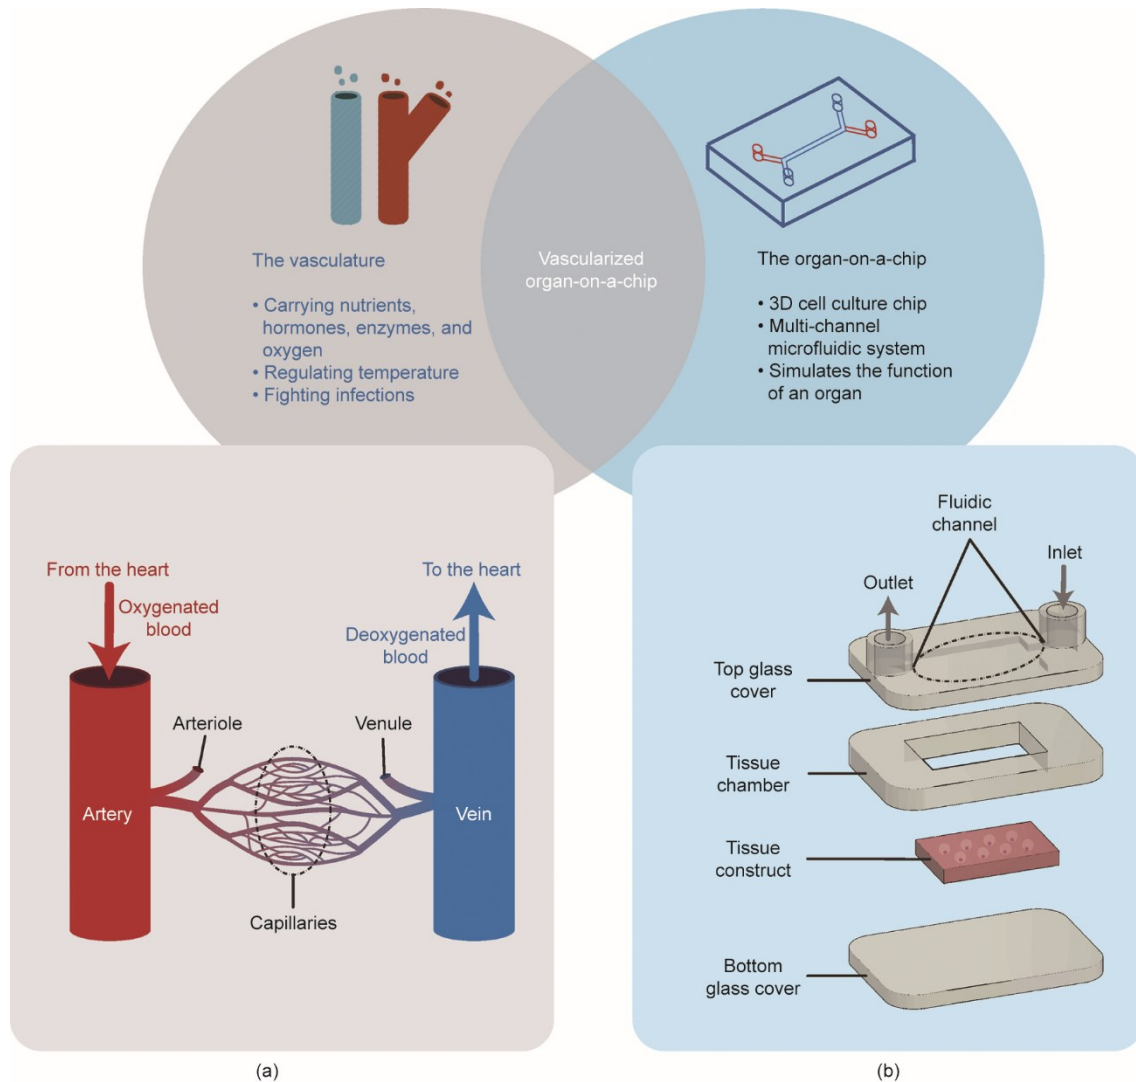 The vasculature
• Carrying nutrients,
hormones, enzymes, and
oxygen
• Regulating temperature
• Fighting infections
Vascularized
organ-on-a-chip
The organ-on-a-chip
• 3D cell culture chip
• Multi-channel
microfluidic system
• Simulates the function
of an organ
From the heart
Oxygenated
blood
To the heart
Deoxygenated
blood
Arteriole
Venule
Artery
Vein
Capillaries
(a)
Fluidic
channel
Inlet
Outlet
Top glass
cover
Tissue
chamber
Tissue
construct
Bottom
glass cover
(b)